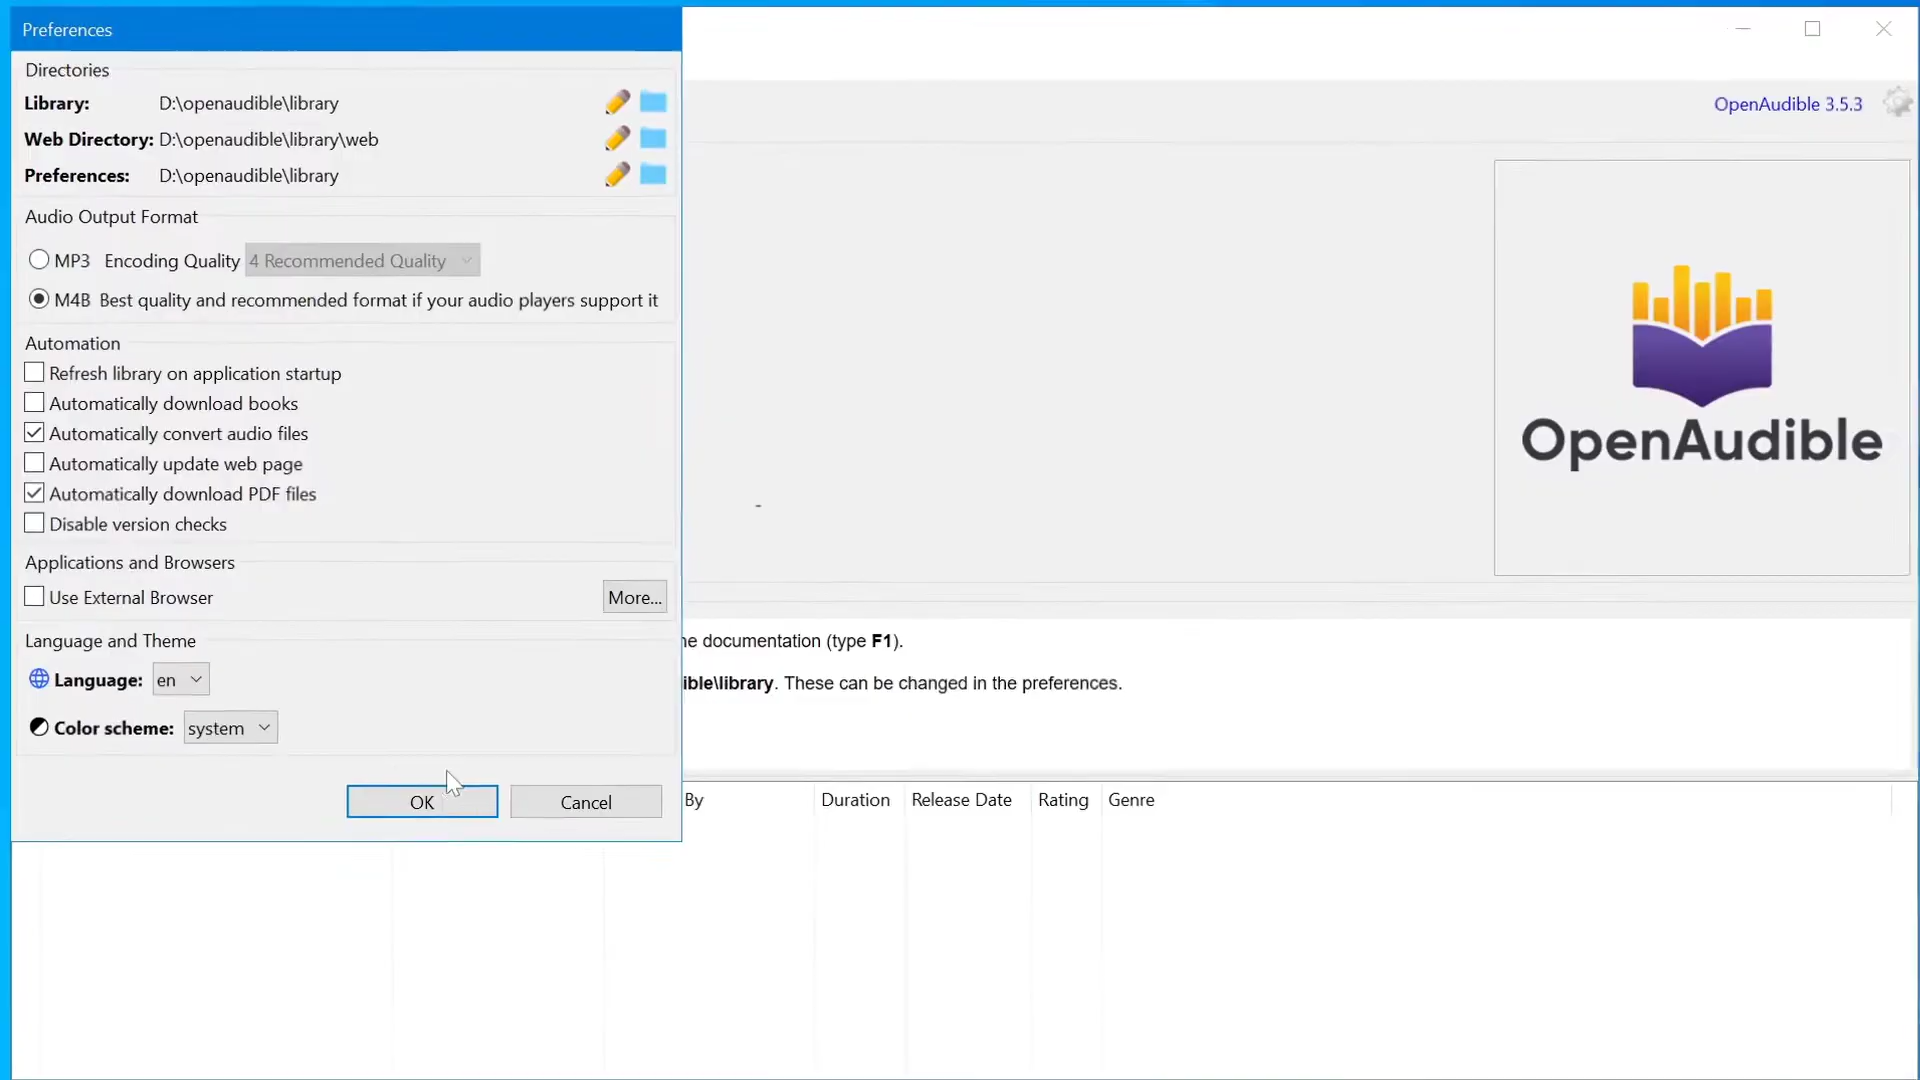 Preferences
Directories
Library: D:\openaudible\library
Web Directory: D:\openaudible\library\web
Preferences: D:\openaudible\library
Audio Output Format
MP3 Encoding Quality 4 Recommended Quality
M4B Best quality and recommended format if your audio players support it
Automation
Refresh library on application startup
Automatically download books
Automatically convert audio files
Automatically update web page
Automatically download PDF files
Disable version checks
Applications and Browsers
Use External Browser More...
Language and Theme
Language: en
Color scheme: system
OK Cancel
OpenAudible 3.5.3
OpenAudible
-
ne documentation (type F1).
ible\library. These can be changed in the preferences.
By Duration Release Date Rating Genre